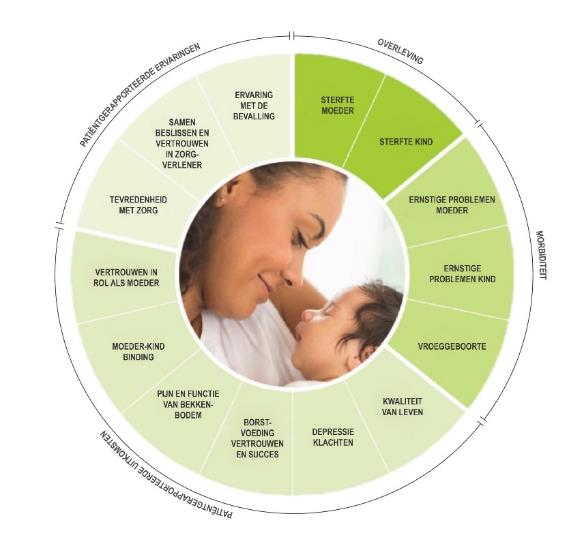 OVERLEVING
STERFTE
MOEDER
STERFTE KIND
MORBIDITEIT
ERNSTIGE PROBLEMEN
MOEDER
ERNSTIGE
PROBLEMEN KIND
VROEGGEBOORTE
PATIËNTGERAPPORTEERDE UITKOMSTEN
KWALITEIT
VAN LEVEN
DEPRESSIE
KLACHTEN
BORST-
VOEDING
VERTROUWEN
EN SUCCES
PIJN EN FUNCTIE
VAN BEKKEN-
BODEM
MOEDER-KIND
BINDING
VERTROUWEN IN
ROL ALS MOEDER
PATIËNTGERAPPORTEERDE ERVARINGEN
TEVREDENHEID
MET ZORG
SAMEN
BESLISSEN EN
VERTROUWEN
IN ZORG-
VERLENER
ERVARING
MET DE
BEVALLING